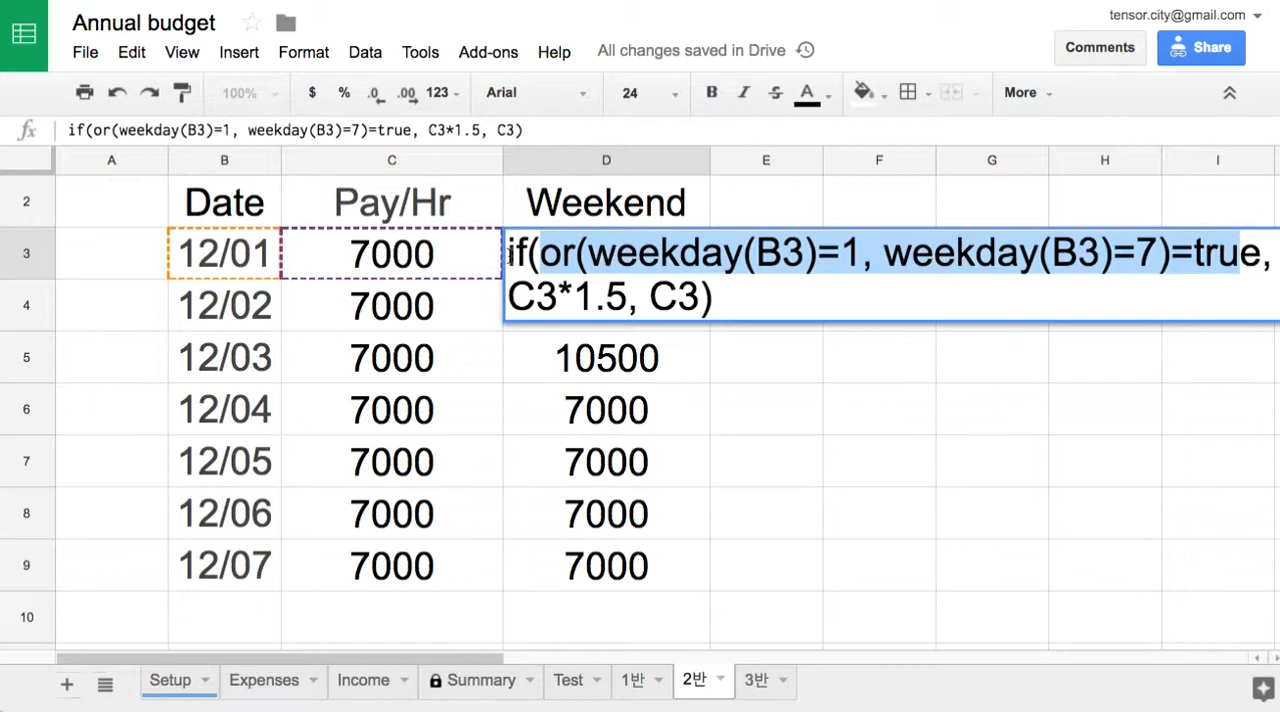 Annual budget
tensor.city@gmail.com
File Edit View Insert Format Data Tools Add-ons Help All changes saved in Drive
Comments Share
100% $ % .0 .00 123 Arial 24 B I S A More
fx if(or(weekday(B3)=1, weekday(B3)=7)=true, C3*1.5, C3)
A B C D E F G H I
2 Date Pay/Hr Weekend
3 12/01 7000 if(or(weekday(B3)=1, weekday(B3)=7)=true,
C3*1.5, C3)
4 12/02 7000
5 12/03 7000 10500
6 12/04 7000 7000
7 12/05 7000 7000
8 12/06 7000 7000
9 12/07 7000 7000
10
Setup Expenses Income Summary Test 1반 2반 3반